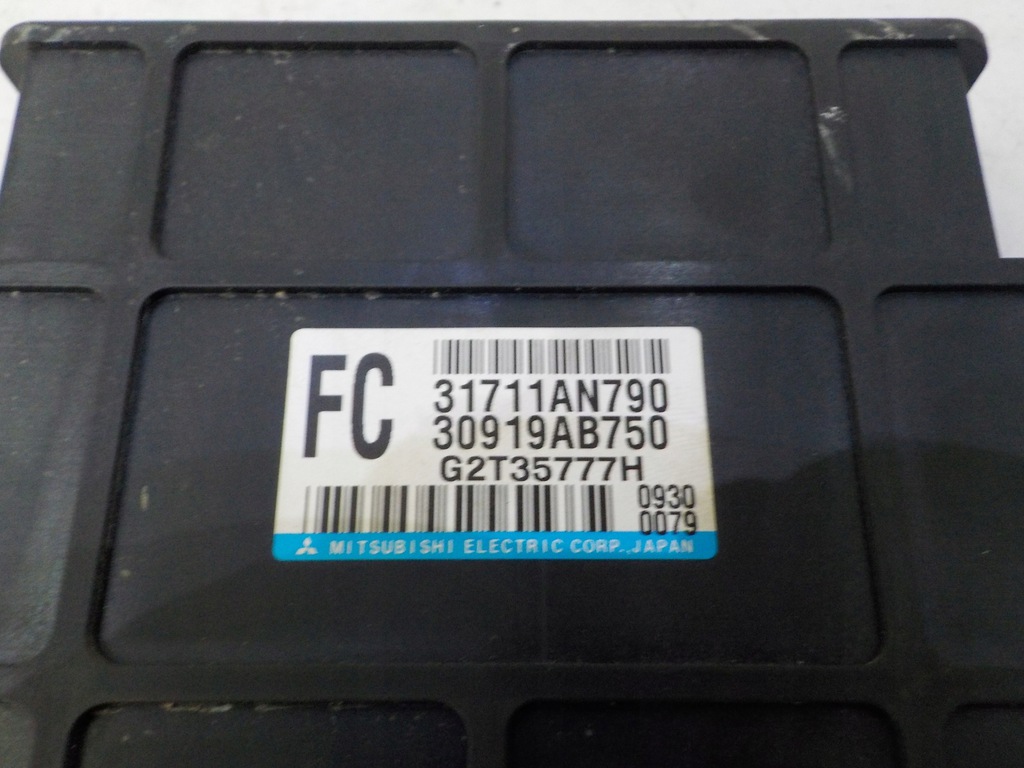 FC
31711AN790
30919AB750
G2T35777H
0930
0079
MITSUBISHI ELECTRIC CORP., JAPAN